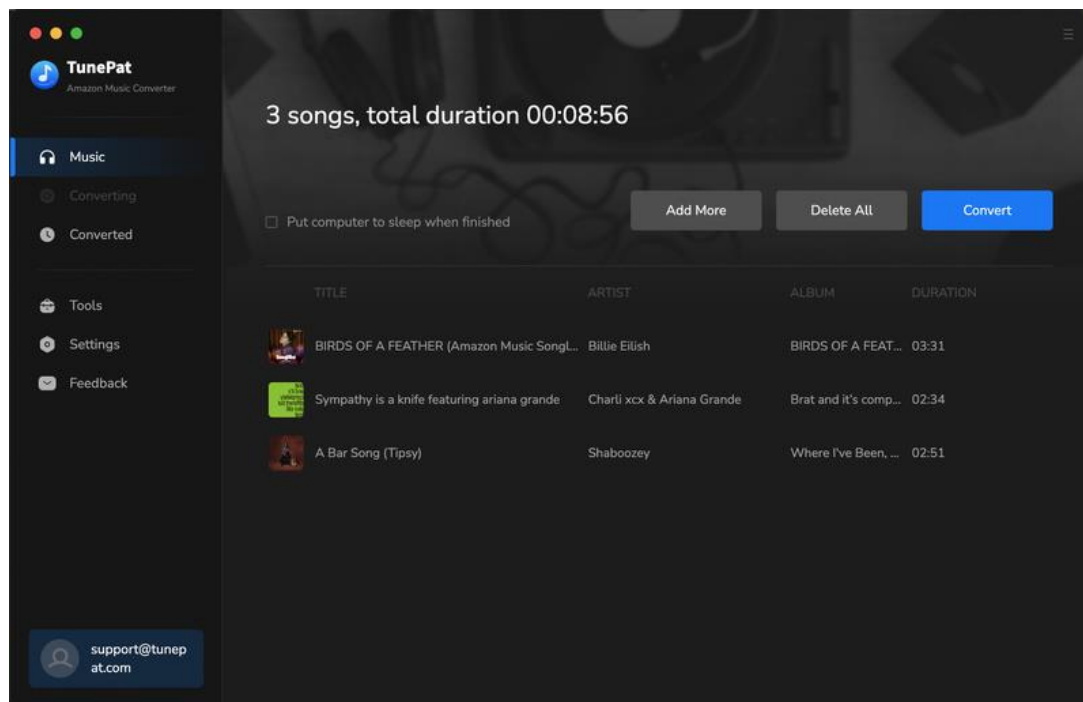 TunePat
Amazon Music Converter
Music
Converting
Converted
Tools
Settings
Feedback
support@tunep
at.com
3 songs, total duration 00:08:56
Put computer to sleep when finished
Add More
Delete All
Convert
TITLE ARTIST ALBUM DURATION
BIRDS OF A FEATHER (Amazon Music Songl... Billie Eilish BIRDS OF A FEAT... 03:31
Sympathy is a knife featuring ariana grande Charli xcx & Ariana Grande Brat and it's comp... 02:34
A Bar Song (Tipsy) Shaboozey Where I've Been, ... 02:51